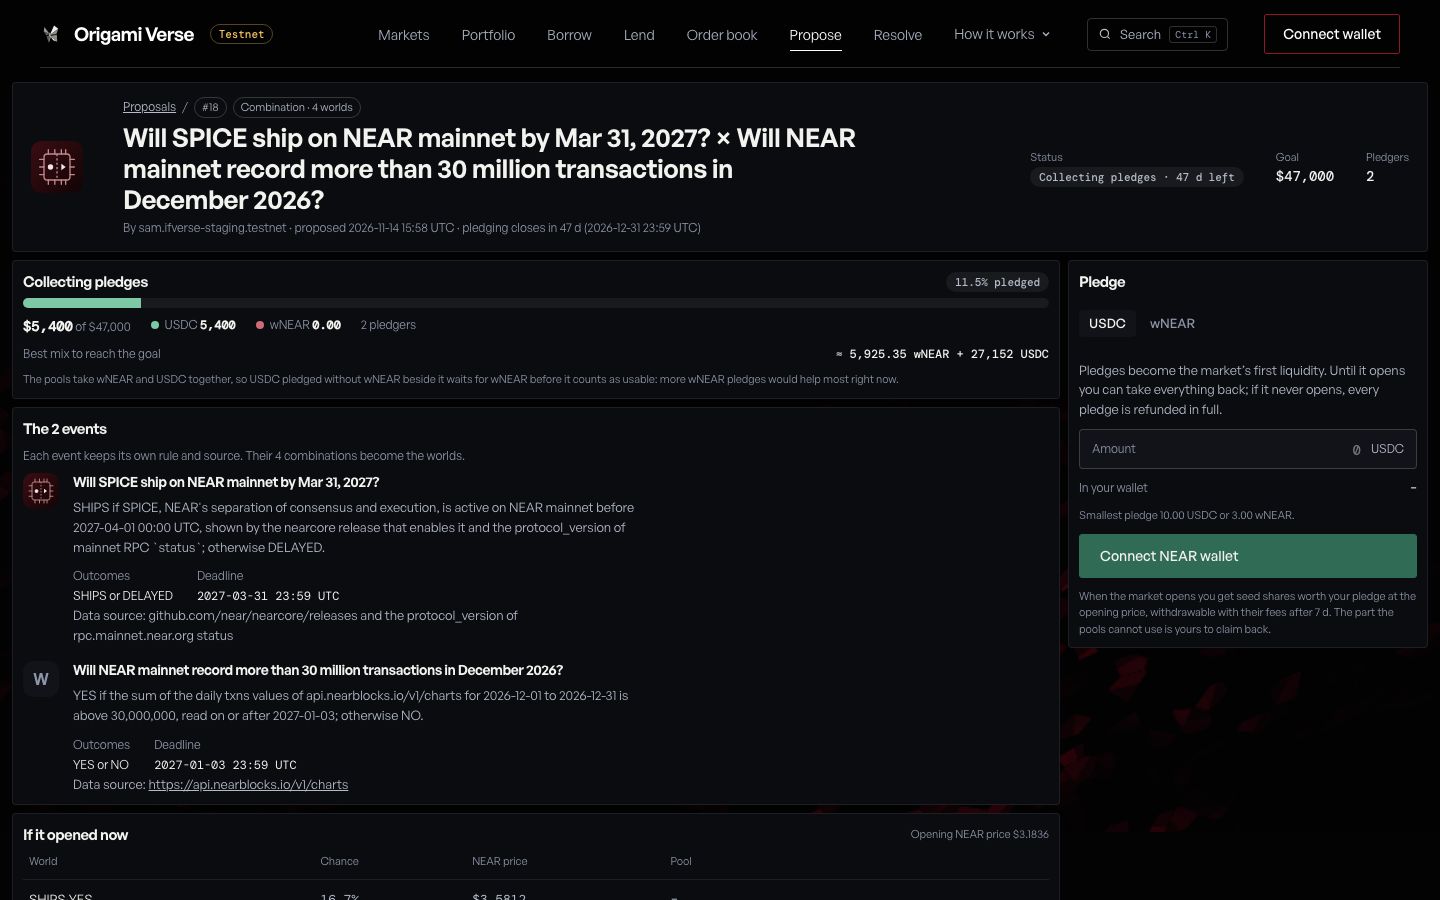 Origami Verse Testnet Markets Portfolio Borrow Lend Order book Propose Resolve How it works Search Ctrl K Connect wallet
Proposals / #18 Combination · 4 worlds
Will SPICE ship on NEAR mainnet by Mar 31, 2027? × Will NEAR
mainnet record more than 30 million transactions in
December 2026?
By sam.ifverse-staging.testnet · proposed 2026-11-14 15:58 UTC · pledging closes in 47 d (2026-12-31 23:59 UTC)
Status Goal Pledgers
Collecting pledges · 47 d left $47,000 2
Collecting pledges 11.5% pledged
$5,400 of $47,000 USDC 5,400 wNEAR 0.00 2 pledgers
Best mix to reach the goal ≈ 5,925.35 wNEAR + 27,152 USDC
The pools take wNEAR and USDC together, so USDC pledged without wNEAR beside it waits for wNEAR before it counts as usable: more wNEAR pledges would help most right now.
The 2 events
Each event keeps its own rule and source. Their 4 combinations become the worlds.
Will SPICE ship on NEAR mainnet by Mar 31, 2027?
SHIPS if SPICE, NEAR's separation of consensus and execution, is active on NEAR mainnet before
2027-04-01 00:00 UTC, shown by the nearcore release that enables it and the protocol_version of
mainnet RPC `status`; otherwise DELAYED.
Outcomes Deadline
SHIPS or DELAYED 2027-03-31 23:59 UTC
Data source: github.com/near/nearcore/releases and the protocol_version of
rpc.mainnet.near.org status
W
Will NEAR mainnet record more than 30 million transactions in December 2026?
YES if the sum of the daily txns values of api.nearblocks.io/v1/charts for 2026-12-01 to 2026-12-31 is
above 30,000,000, read on or after 2027-01-03; otherwise NO.
Outcomes Deadline
YES or NO 2027-01-03 23:59 UTC
Data source: https://api.nearblocks.io/v1/charts
If it opened now Opening NEAR price $3.1836
World Chance NEAR price Pool
SHIPS YES 16.7% $3.5812 –
Pledge
USDC wNEAR
Pledges become the market's first liquidity. Until it opens
you can take everything back; if it never opens, every
pledge is refunded in full.
Amount 0 USDC
In your wallet –
Smallest pledge 10.00 USDC or 3.00 wNEAR.
Connect NEAR wallet
When the market opens you get seed shares worth your pledge at the
opening price, withdrawable with their fees after 7 d. The part the
pools cannot use is yours to claim back.